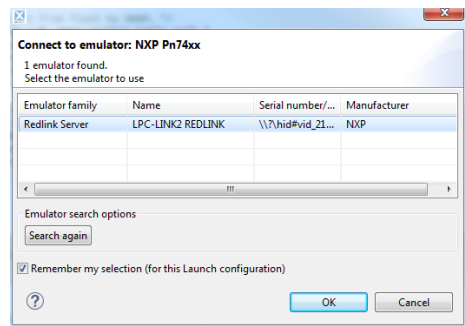 Connect to emulator: NXP Pn74xx
1 emulator found.
Select the emulator to use
Emulator family Name Serial number/... Manufacturer
Redlink Server LPC-LINK2 REDLINK \\?\hid#vid_21... NXP
Emulator search options
Search again
Remember my selection (for this Launch configuration)
? OK Cancel